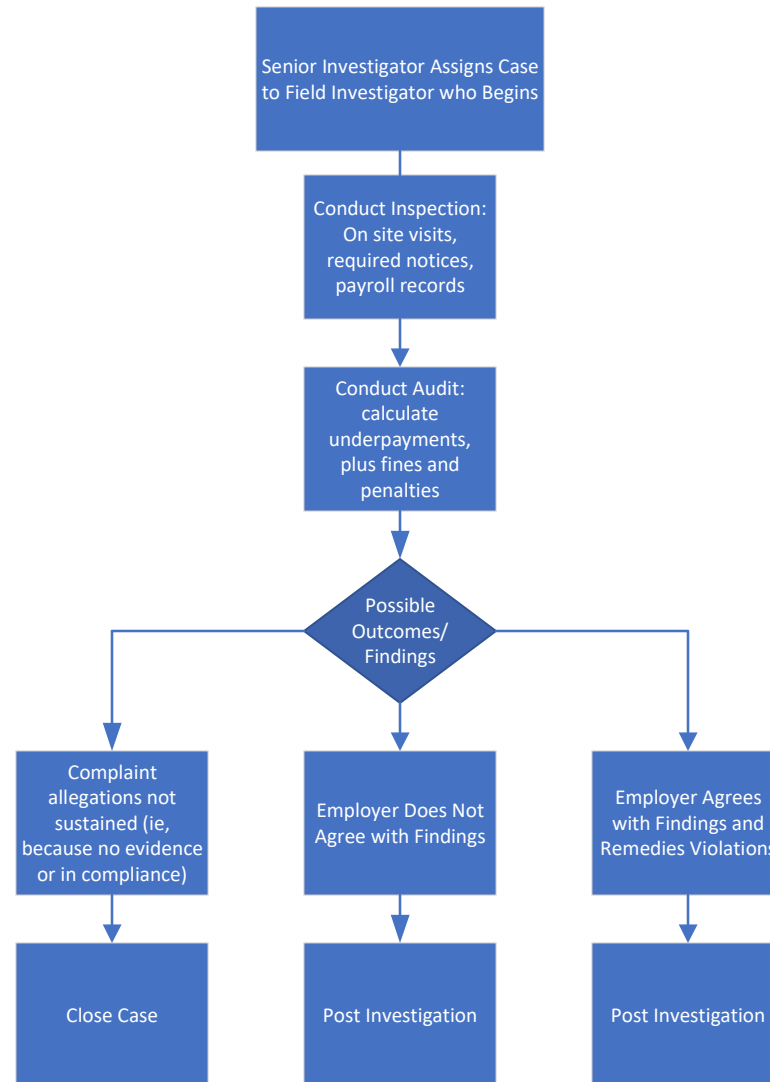 Senior Investigator Assigns Case
to Field Investigator who Begins
Conduct Inspection:
On site visits,
required notices,
payroll records
Conduct Audit:
calculate
underpayments,
plus fines and
penalties
Possible
Outcomes/
Findings
Complaint
allegations not
sustained (ie,
because no evidence
or in compliance)
Employer Does Not
Agree with Findings
Employer Agrees
with Findings and
Remedies Violations
Close Case
Post Investigation
Post Investigation